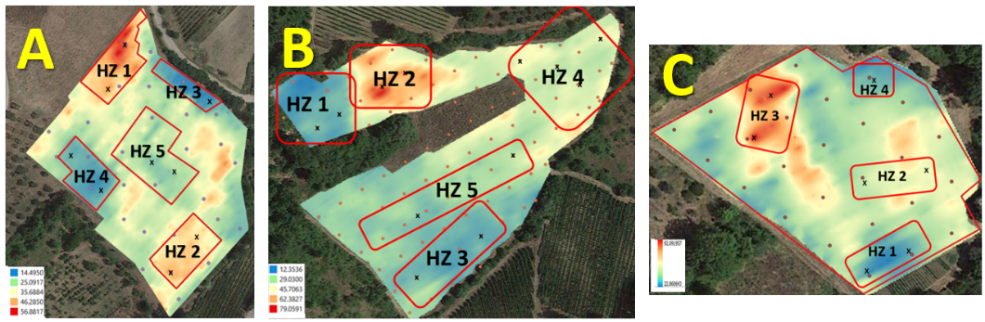 A
HZ 1
HZ 3
HZ 5
HZ 4
HZ 2
14.4950
25.0917
35.6884
46.2850
56.8817
B
HZ 1
HZ 2
HZ 4
HZ 5
HZ 3
12.3536
29.0300
45.7063
62.3827
79.0591
C
HZ 4
HZ 3
HZ 2
HZ 1